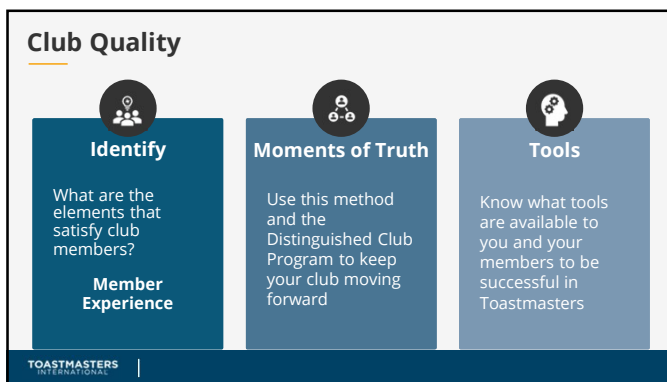 Club Quality
Identify
What are the
elements that
satisfy club
members?
Member
Experience
Moments of Truth
Use this method
and the
Distinguished Club
Program to keep
your club moving
forward
Tools
Know what tools
are available to
you and your
members to be
successful in
Toastmasters
TOASTMASTERS
INTERNATIONAL